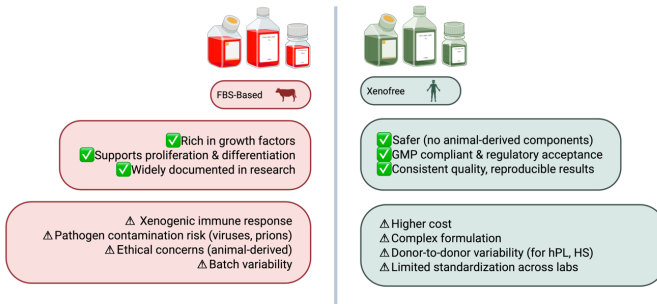 FBS-Based
✅Rich in growth factors
✅Supports proliferation & differentiation
✅Widely documented in research
⚠Xenogenic immune response
⚠Pathogen contamination risk (viruses, prions)
⚠Ethical concerns (animal-derived)
⚠Batch variability
Xenofree
✅Safer (no animal-derived components)
✅GMP compliant & regulatory acceptance
✅Consistent quality, reproducible results
⚠Higher cost
⚠Complex formulation
⚠Donor-to-donor variability (for hPL, HS)
⚠Limited standardization across labs